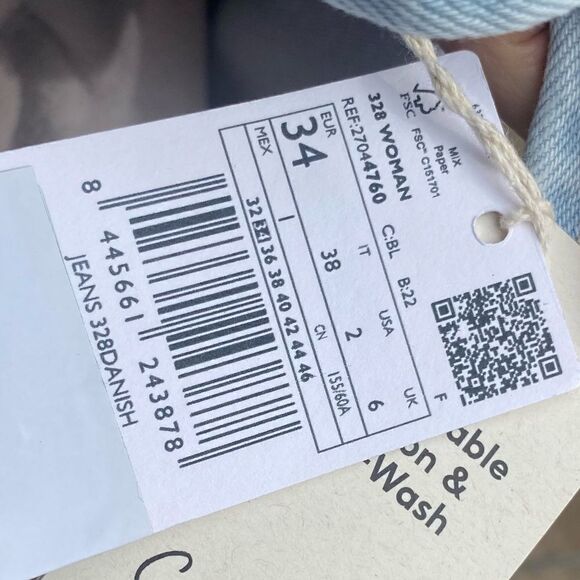 FSC
MIX
Paper
FSC® C151701
328 WOMAN
REF:27044760
C:BL B:22
EUR IT USA UK
34 38 2 6
MEX 1 CN 155/60A
32 34 36 38 40 42 44 46
8 445661 243878
JEANS 328DANISH
F
able
on &
Wash